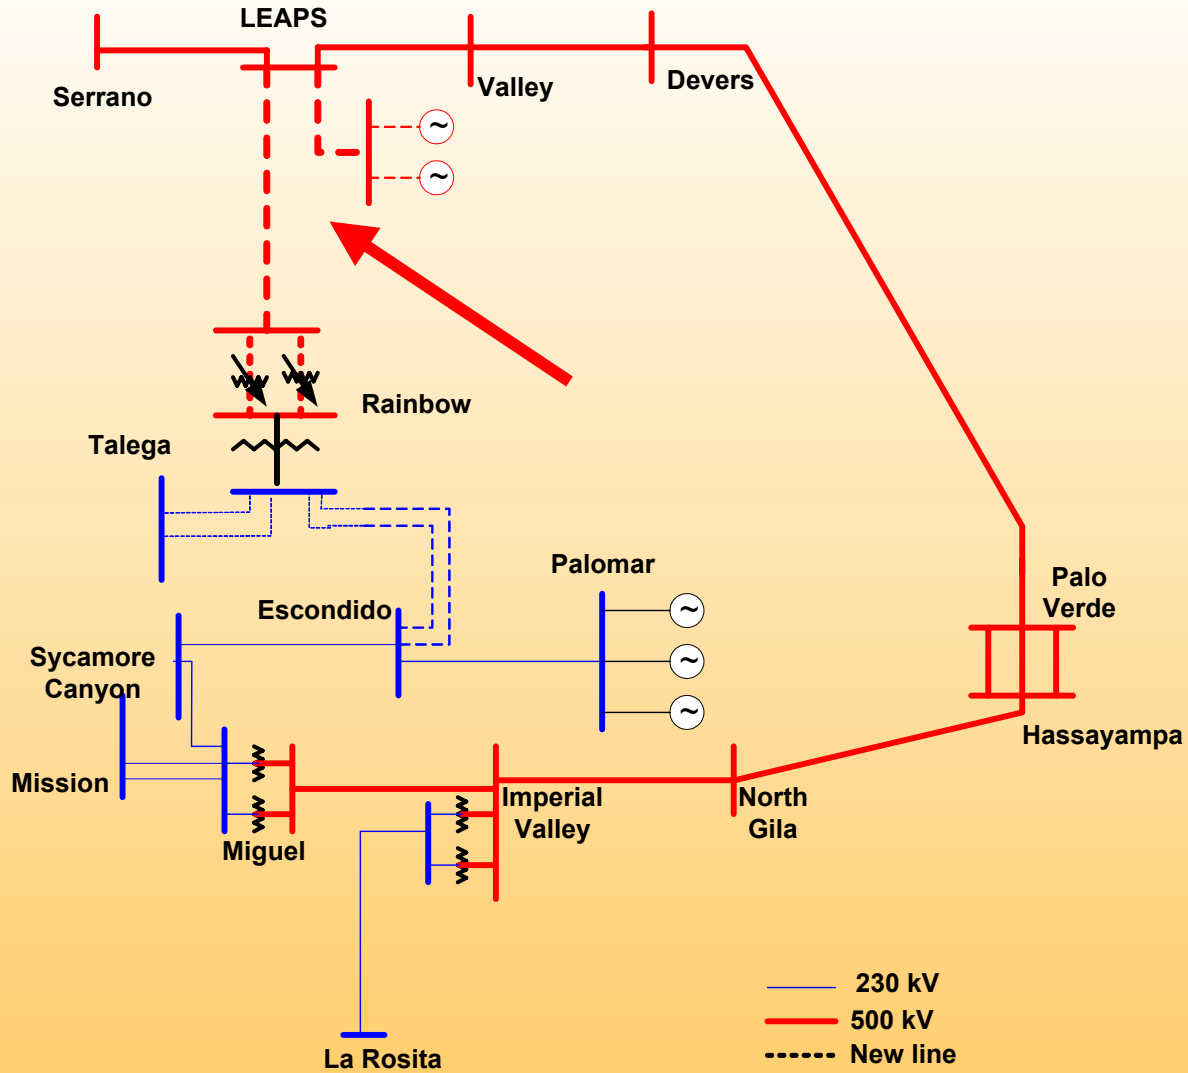 LEAPS
Serrano
Valley
Devers
~
~
Rainbow
Talega
Palomar
Palo
Verde
Escondido
~
Sycamore
Canyon
~
~
Hassayampa
Mission
Imperial
Valley
North
Gila
Miguel
230 kV
500 kV
New line
La Rosita